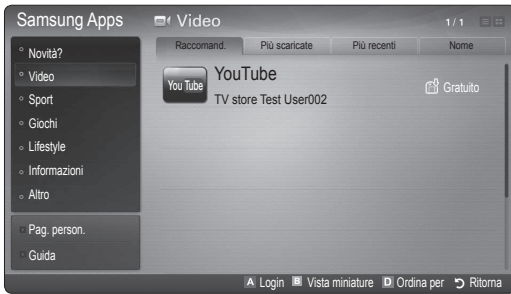 Samsung Apps
Video
1 / 1
Novità?
Video
Sport
Giochi
Lifestyle
Informazioni
Altro
Pag. person.
Guida
Raccomand. Più scaricate Più recenti Nome
You Tube
YouTube
TV store Test User002
Gratuito
A Login B Vista miniature D Ordina per Ritorna